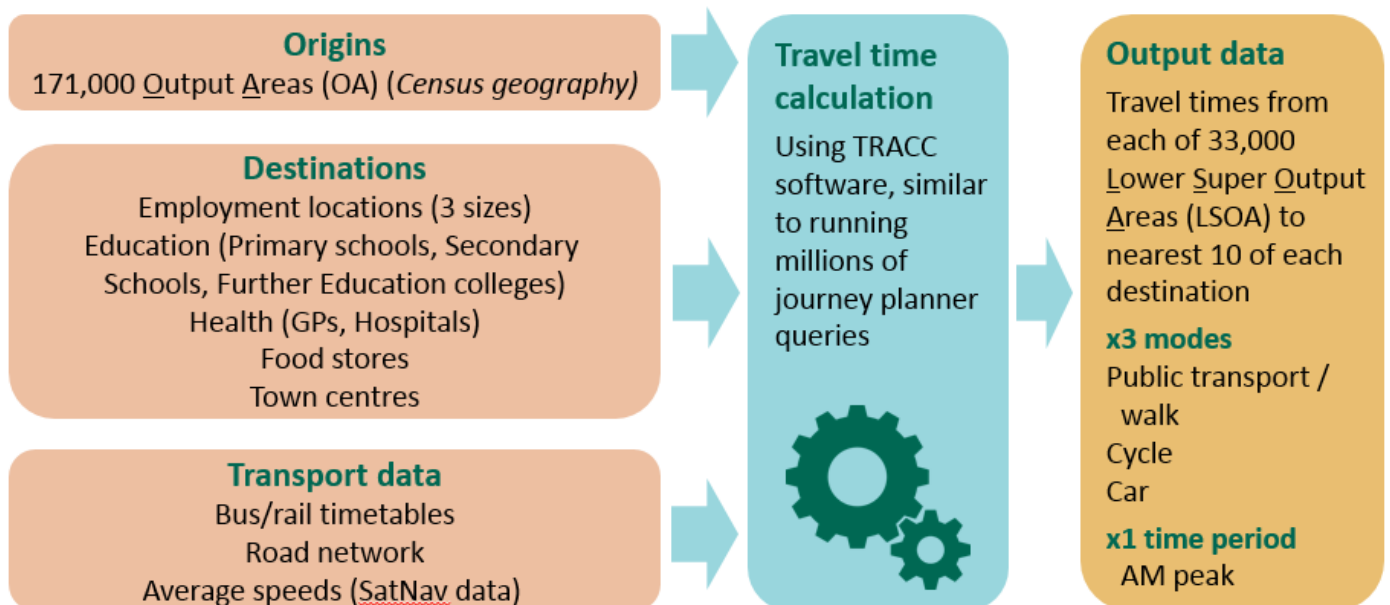 Origins
171,000 Output Areas (OA) (Census geography)
Destinations
Employment locations (3 sizes)
Education (Primary schools, Secondary
Schools, Further Education colleges)
Health (GPs, Hospitals)
Food stores
Town centres
Transport data
Bus/rail timetables
Road network
Average speeds (SatNav data)
Travel time
calculation
Using TRACC
software, similar
to running
millions of
journey planner
queries
Output data
Travel times from
each of 33,000
Lower Super Output
Areas (LSOA) to
nearest 10 of each
destination
x3 modes
Public transport /
walk
Cycle
Car
x1 time period
AM peak